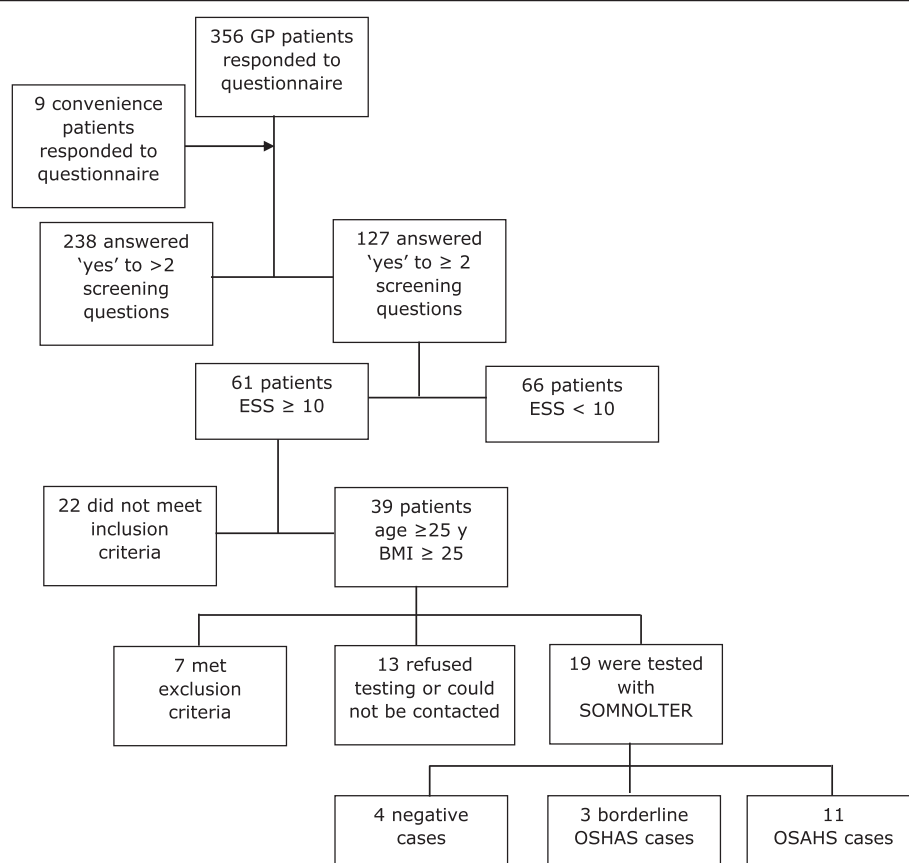 356 GP patients
responded to
questionnaire
9 convenience
patients
responded to
questionnaire
238 answered
‘yes’ to >2
screening
questions
127 answered
‘yes’ to ≥ 2
screening
questions
61 patients
ESS ≥ 10
66 patients
ESS < 10
22 did not meet
inclusion
criteria
39 patients
age ≥25 y
BMI ≥ 25
7 met
exclusion
criteria
13 refused
testing or could
not be contacted
19 were tested
with
SOMNOLTER
4 negative
cases
3 borderline
OSHAS cases
11
OSAHS cases